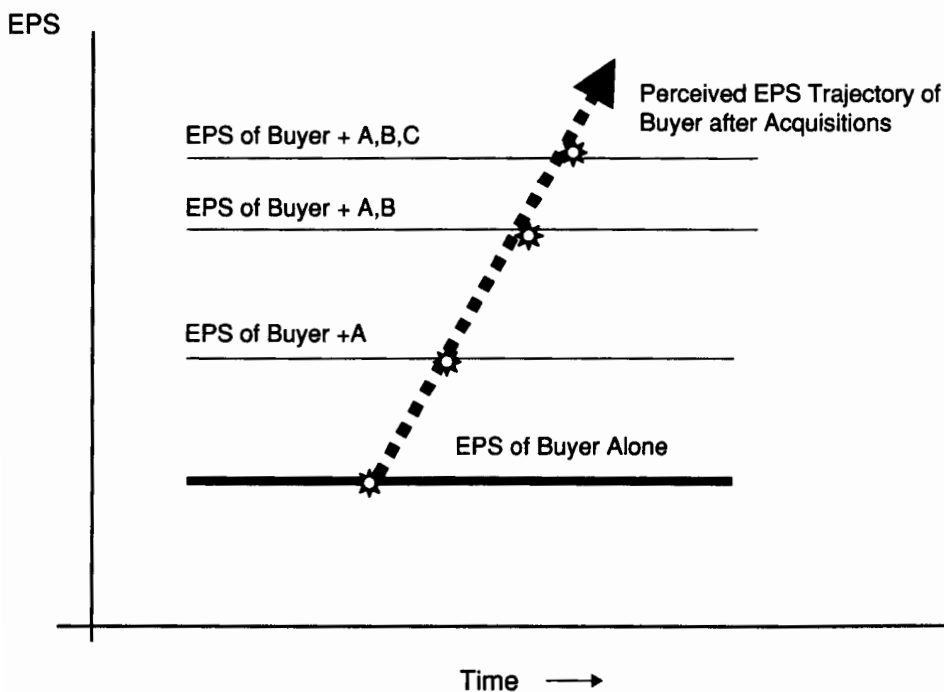 EPS
Perceived EPS Trajectory of
Buyer after Acquisitions
EPS of Buyer + A,B,C
EPS of Buyer + A,B
EPS of Buyer +A
EPS of Buyer Alone
Time